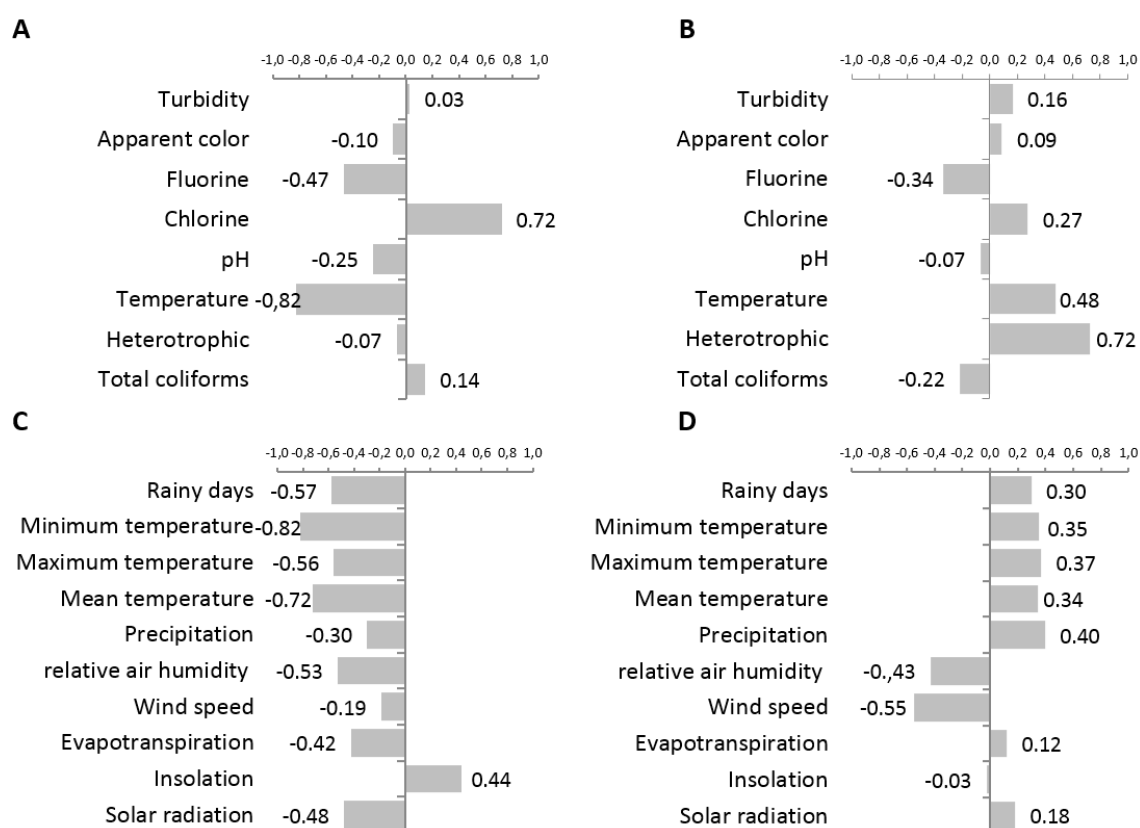 A
-1,0 -0,8 -0,6 -0,4 -0,2 0,0 0,2 0,4 0,6 0,8 1,0
Turbidity 0.03
Apparent color -0.10
Fluorine -0.47
Chlorine 0.72
pH -0.25
Temperature -0,82
Heterotrophic -0.07
Total coliforms 0.14
B
-1,0 -0,8 -0,6 -0,4 -0,2 0,0 0,2 0,4 0,6 0,8 1,0
Turbidity 0.16
Apparent color 0.09
Fluorine -0.34
Chlorine 0.27
pH -0.07
Temperature 0.48
Heterotrophic 0.72
Total coliforms -0.22
C
-1,0 -0,8 -0,6 -0,4 -0,2 0,0 0,2 0,4 0,6 0,8 1,0
Rainy days -0.57
Minimum temperature -0.82
Maximum temperature -0.56
Mean temperature -0.72
Precipitation -0.30
relative air humidity -0.53
Wind speed -0.19
Evapotranspiration -0.42
Insolation 0.44
Solar radiation -0.48
D
-1,0 -0,8 -0,6 -0,4 -0,2 0,0 0,2 0,4 0,6 0,8 1,0
Rainy days 0.30
Minimum temperature 0.35
Maximum temperature 0.37
Mean temperature 0.34
Precipitation 0.40
relative air humidity -0.,43
Wind speed -0.55
Evapotranspiration 0.12
Insolation -0.03
Solar radiation 0.18